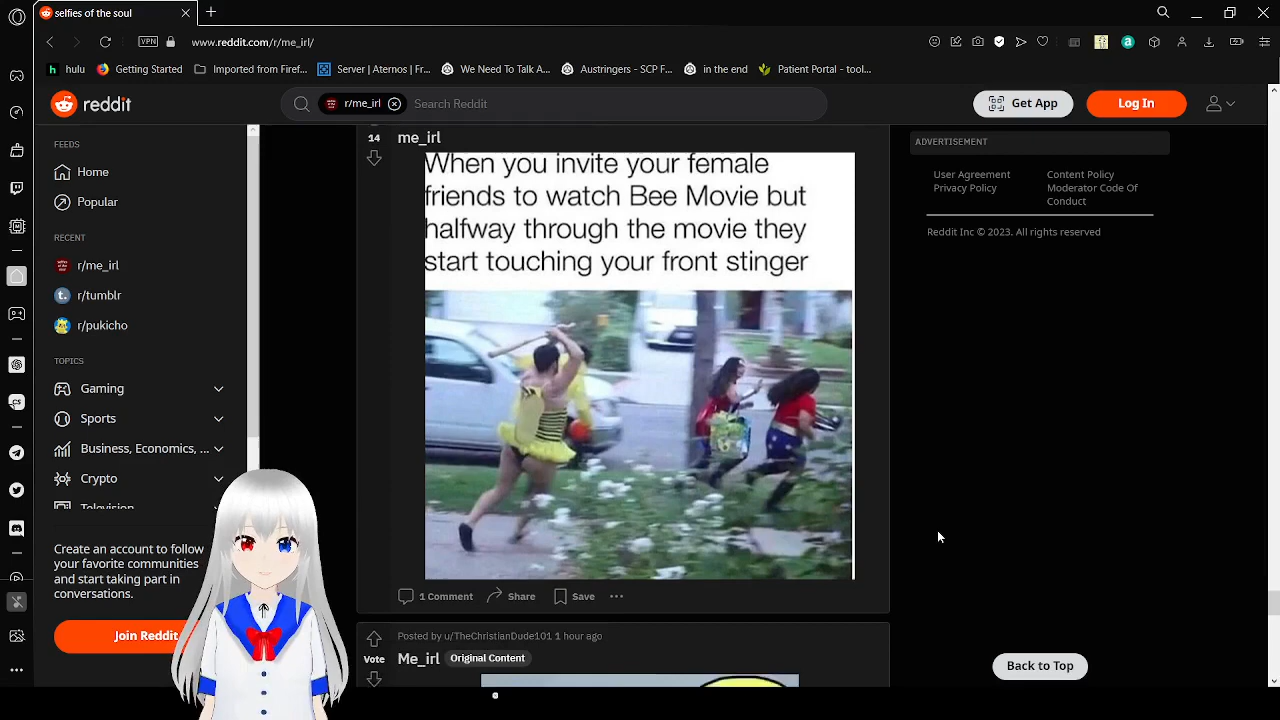 selfies of the soul
VPN
www.reddit.com/r/me_irl/
hulu
Getting Started
Imported from Firef...
Server | Aternos | Fr...
We Need To Talk A...
Austringers - SCP F...
in the end
Patient Portal - tool...
reddit
r/me_irl
Search Reddit
Get App
Log In
FEEDS
Home
Popular
RECENT
r/me_irl
r/tumblr
r/pukicho
TOPICS
Gaming
Sports
Business, Economics, ...
Crypto
Television
Create an account to follow
your favorite communities
and start taking part in
conversations.
Join Reddit
14
me_irl
When you invite your female
friends to watch Bee Movie but
halfway through the movie they
start touching your front stinger
1 Comment
Share
Save
Posted by u/TheChristianDude101 1 hour ago
Vote
Me_irl
Original Content
ADVERTISEMENT
User Agreement
Privacy Policy
Content Policy
Moderator Code Of
Conduct
Reddit Inc © 2023. All rights reserved
Back to Top